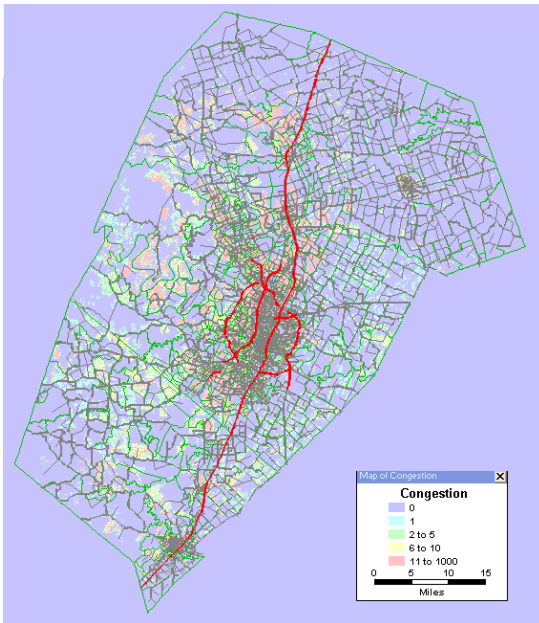 Map of Congestion
Congestion
0
1
2 to 5
6 to 10
11 to 1000
0 5 10 15
Miles